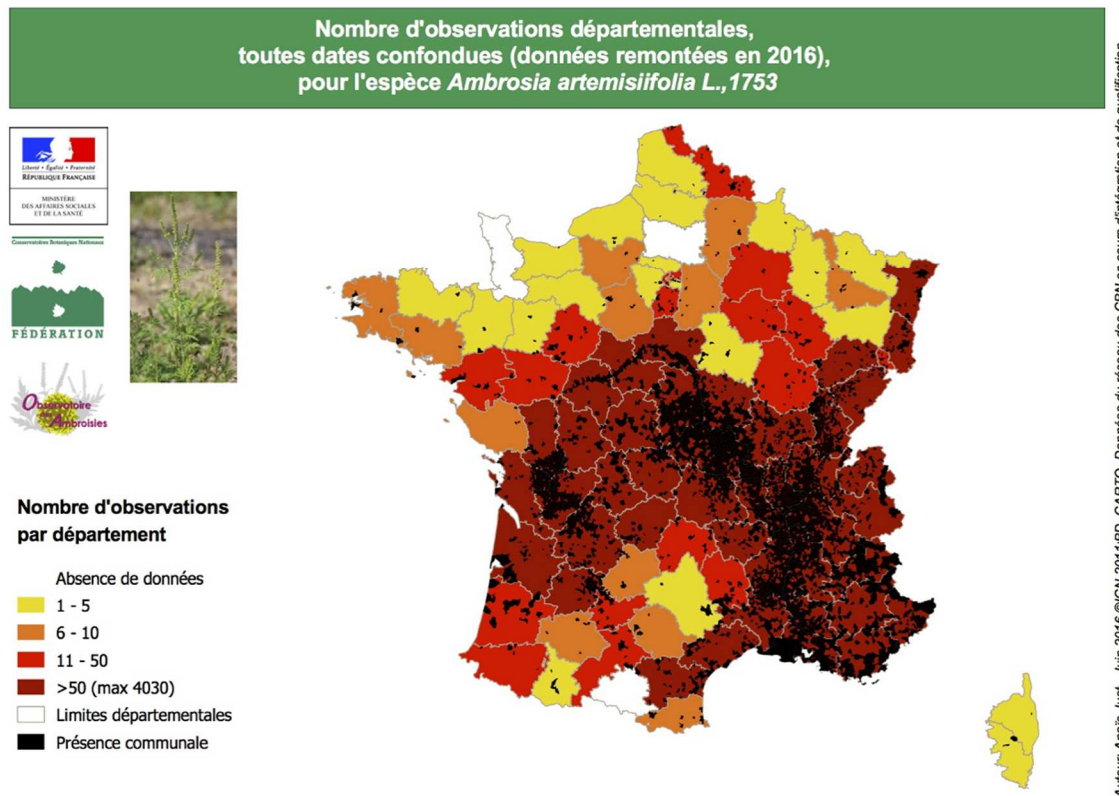 Nombre d'observations départementales,
toutes dates confondues (données remontées en 2016),
pour l'espèce Ambrosia artemisiifolia L.,1753
Liberté • Égalité • Fraternité
RÉPUBLIQUE FRANÇAISE
MINISTÈRE
DES AFFAIRES SOCIALES
ET DE LA SANTÉ
Conservatoires Botaniques Nationaux
FÉDÉRATION
Observatoire
des
Ambroisies
Nombre d'observations
par département
Absence de données
1 - 5
6 - 10
11 - 50
>50 (max 4030)
Limites départementales
Présence communale